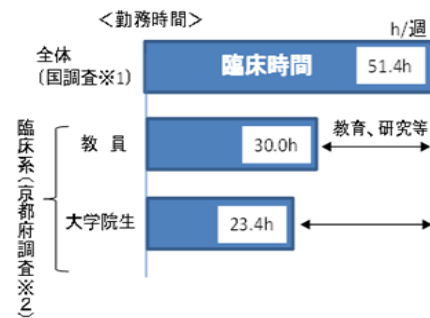 ＜勤務時間＞
h/週
全体
（国調査※1）
臨床時間
51.4h
臨床系（京都府調査※2）
教 員
30.0h
教育、研究等
大学院生
23.4h